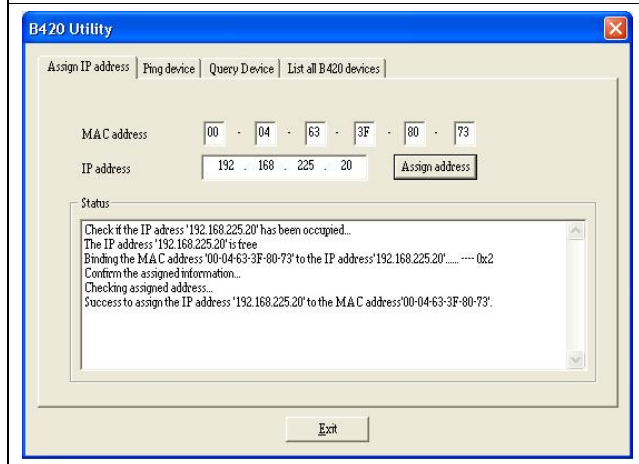 B420 Utility
Assign IP address Ping device Query Device List all B420 devices
MAC address 00 - 04 - 63 - 3F - 80 - 73
IP address 192 . 168 . 225 . 20 Assign address
Status
Check if the IP adress '192.168.225.20' has been occupied...
The IP address '192.168.225.20' is free
Binding the MAC address '00-04-63-3F-80-73' to the IP address'192.168.225.20'...... ---- 0x2
Confirm the assigned information...
Checking assigned address...
Success to assign the IP address '192.168.225.20' to the MAC address'00-04-63-3F-80-73'.
Exit